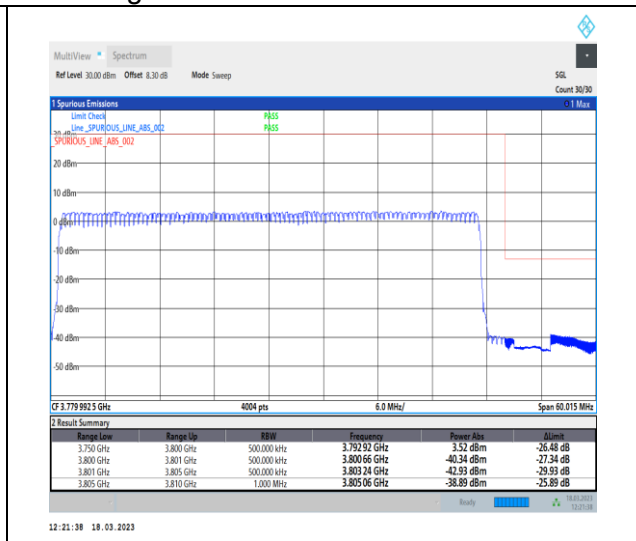 MultiView Spectrum
Ref Level 30.00 dBm Offset 8.30 dB Mode Sweep SGL
Count 30/30
1 Spurious Emissions 1 Max
Limit Check PASS
Line _SPURIOUS_LINE_ABS_002 PASS
_SPURIOUS_LINE_ABS_002
20 dBm
10 dBm
0 dBm
-10 dBm
-20 dBm
-30 dBm
-40 dBm
-50 dBm
CF 3.779 992 5 GHz 4004 pts 6.0 MHz/ Span 60.015 MHz
2 Result Summary
Range Low Range Up RBW Frequency Power Abs ΔLimit
3.750 GHz 3.800 GHz 500.000 kHz 3.792 92 GHz 3.52 dBm -26.48 dB
3.800 GHz 3.801 GHz 500.000 kHz 3.800 66 GHz -40.34 dBm -27.34 dB
3.801 GHz 3.805 GHz 500.000 kHz 3.803 24 GHz -42.93 dBm -29.93 dB
3.805 GHz 3.810 GHz 1.000 MHz 3.805 06 GHz -38.89 dBm -25.89 dB
Ready 18.03.2023
12:21:38
12:21:38 18.03.2023